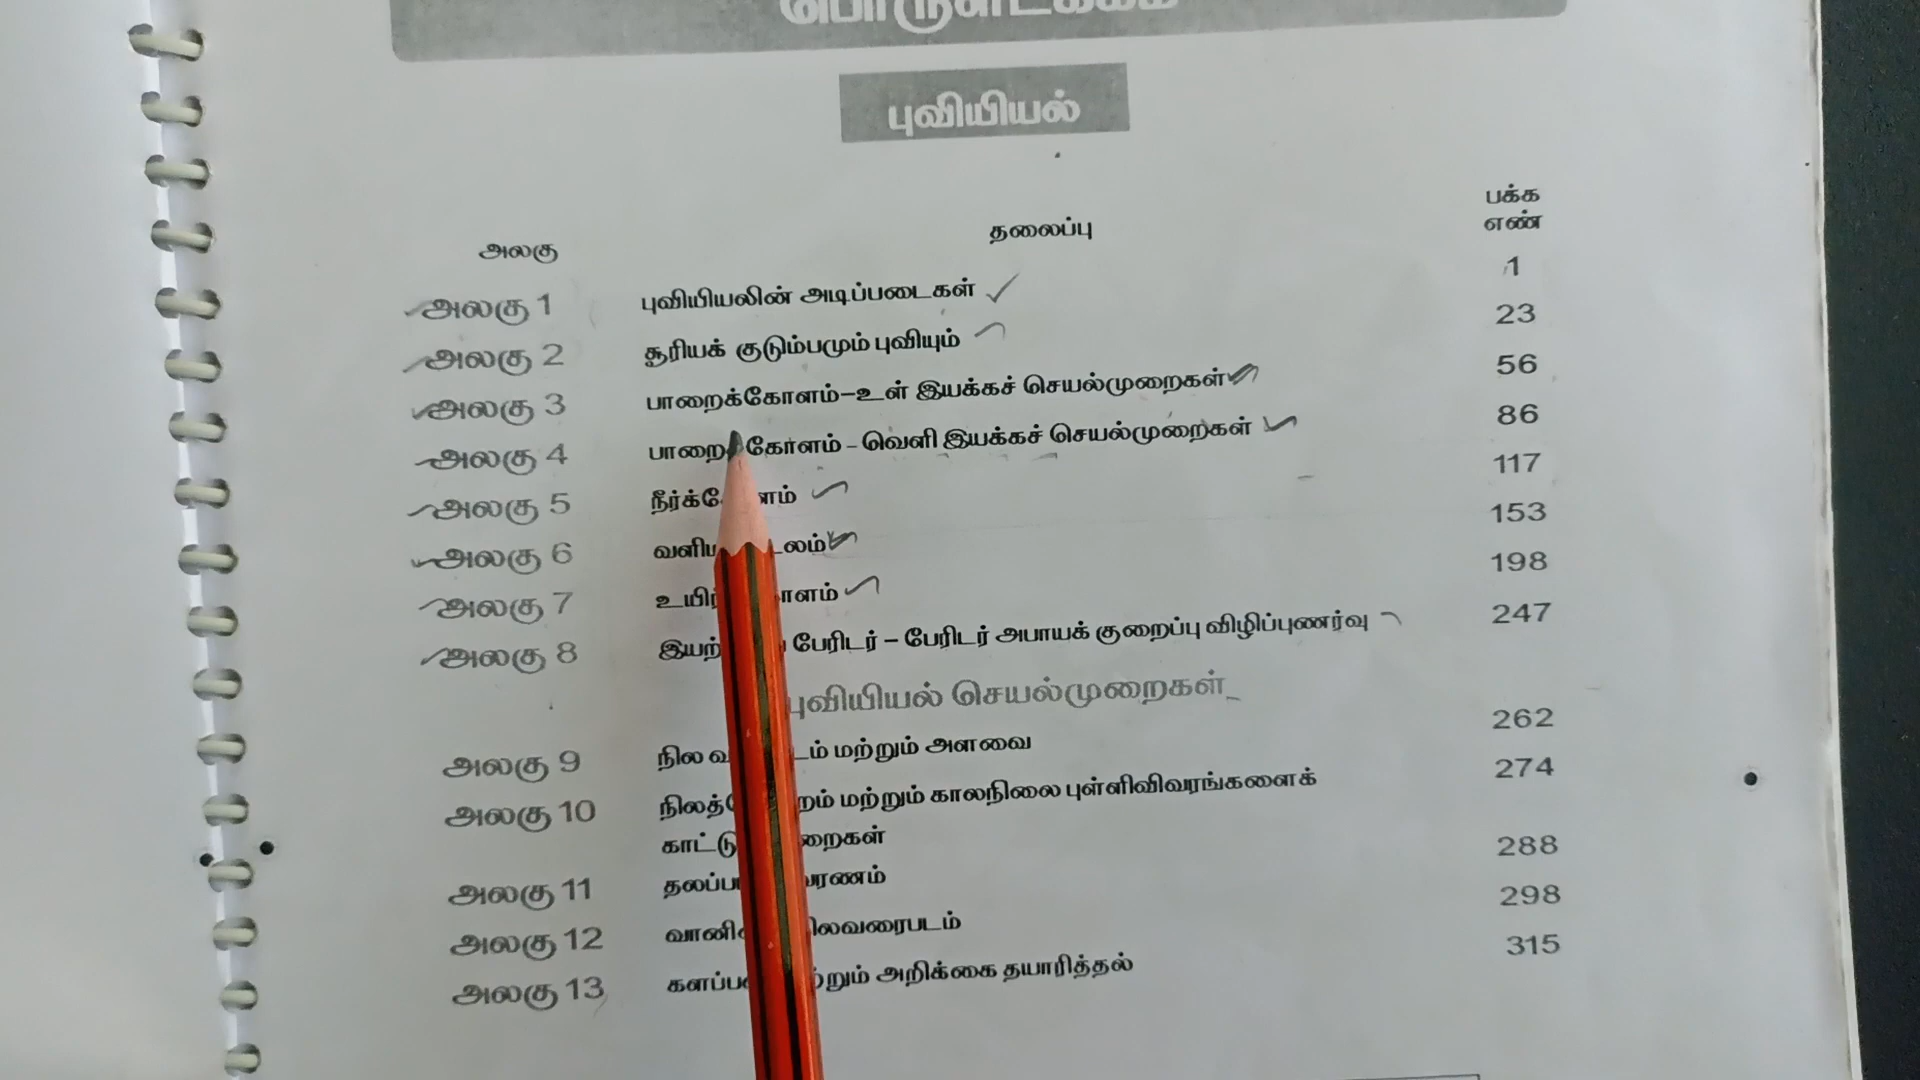 புவியியல்
பக்க
எண்
அலகு தலைப்பு
அலகு 1 புவியியலின் அடிப்படைகள் 1
அலகு 2 சூரியக் குடும்பமும் புவியும் 23
அலகு 3 பாறைக்கோளம்–உள் இயக்கச் செயல்முறைகள் 56
அலகு 4 – வெளி இயக்கச் செயல்முறைகள் 86
அலகு 5 117
அலகு 6 153
அலகு 7 198
அலகு 8 பேரிடர் – பேரிடர் அபாயக் குறைப்பு விழிப்புணர்வு 247
புவியியல் செயல்முறைகள்
அலகு 9 நில மற்றும் அளவை 262
அலகு 10 மற்றும் காலநிலை புள்ளிவிவரங்களைக் 274
அலகு 11 288
அலகு 12 298
அலகு 13 அறிக்கை தயாரித்தல் 315